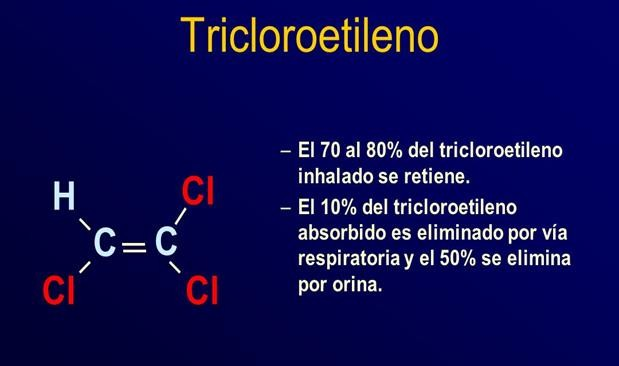 Tricloroetileno
– El 70 al 80% del tricloroetileno
inhalado se retiene.
– El 10% del tricloroetileno
absorbido es eliminado por vía
respiratoria y el 50% se elimina
por orina.
H Cl
C = C
Cl Cl